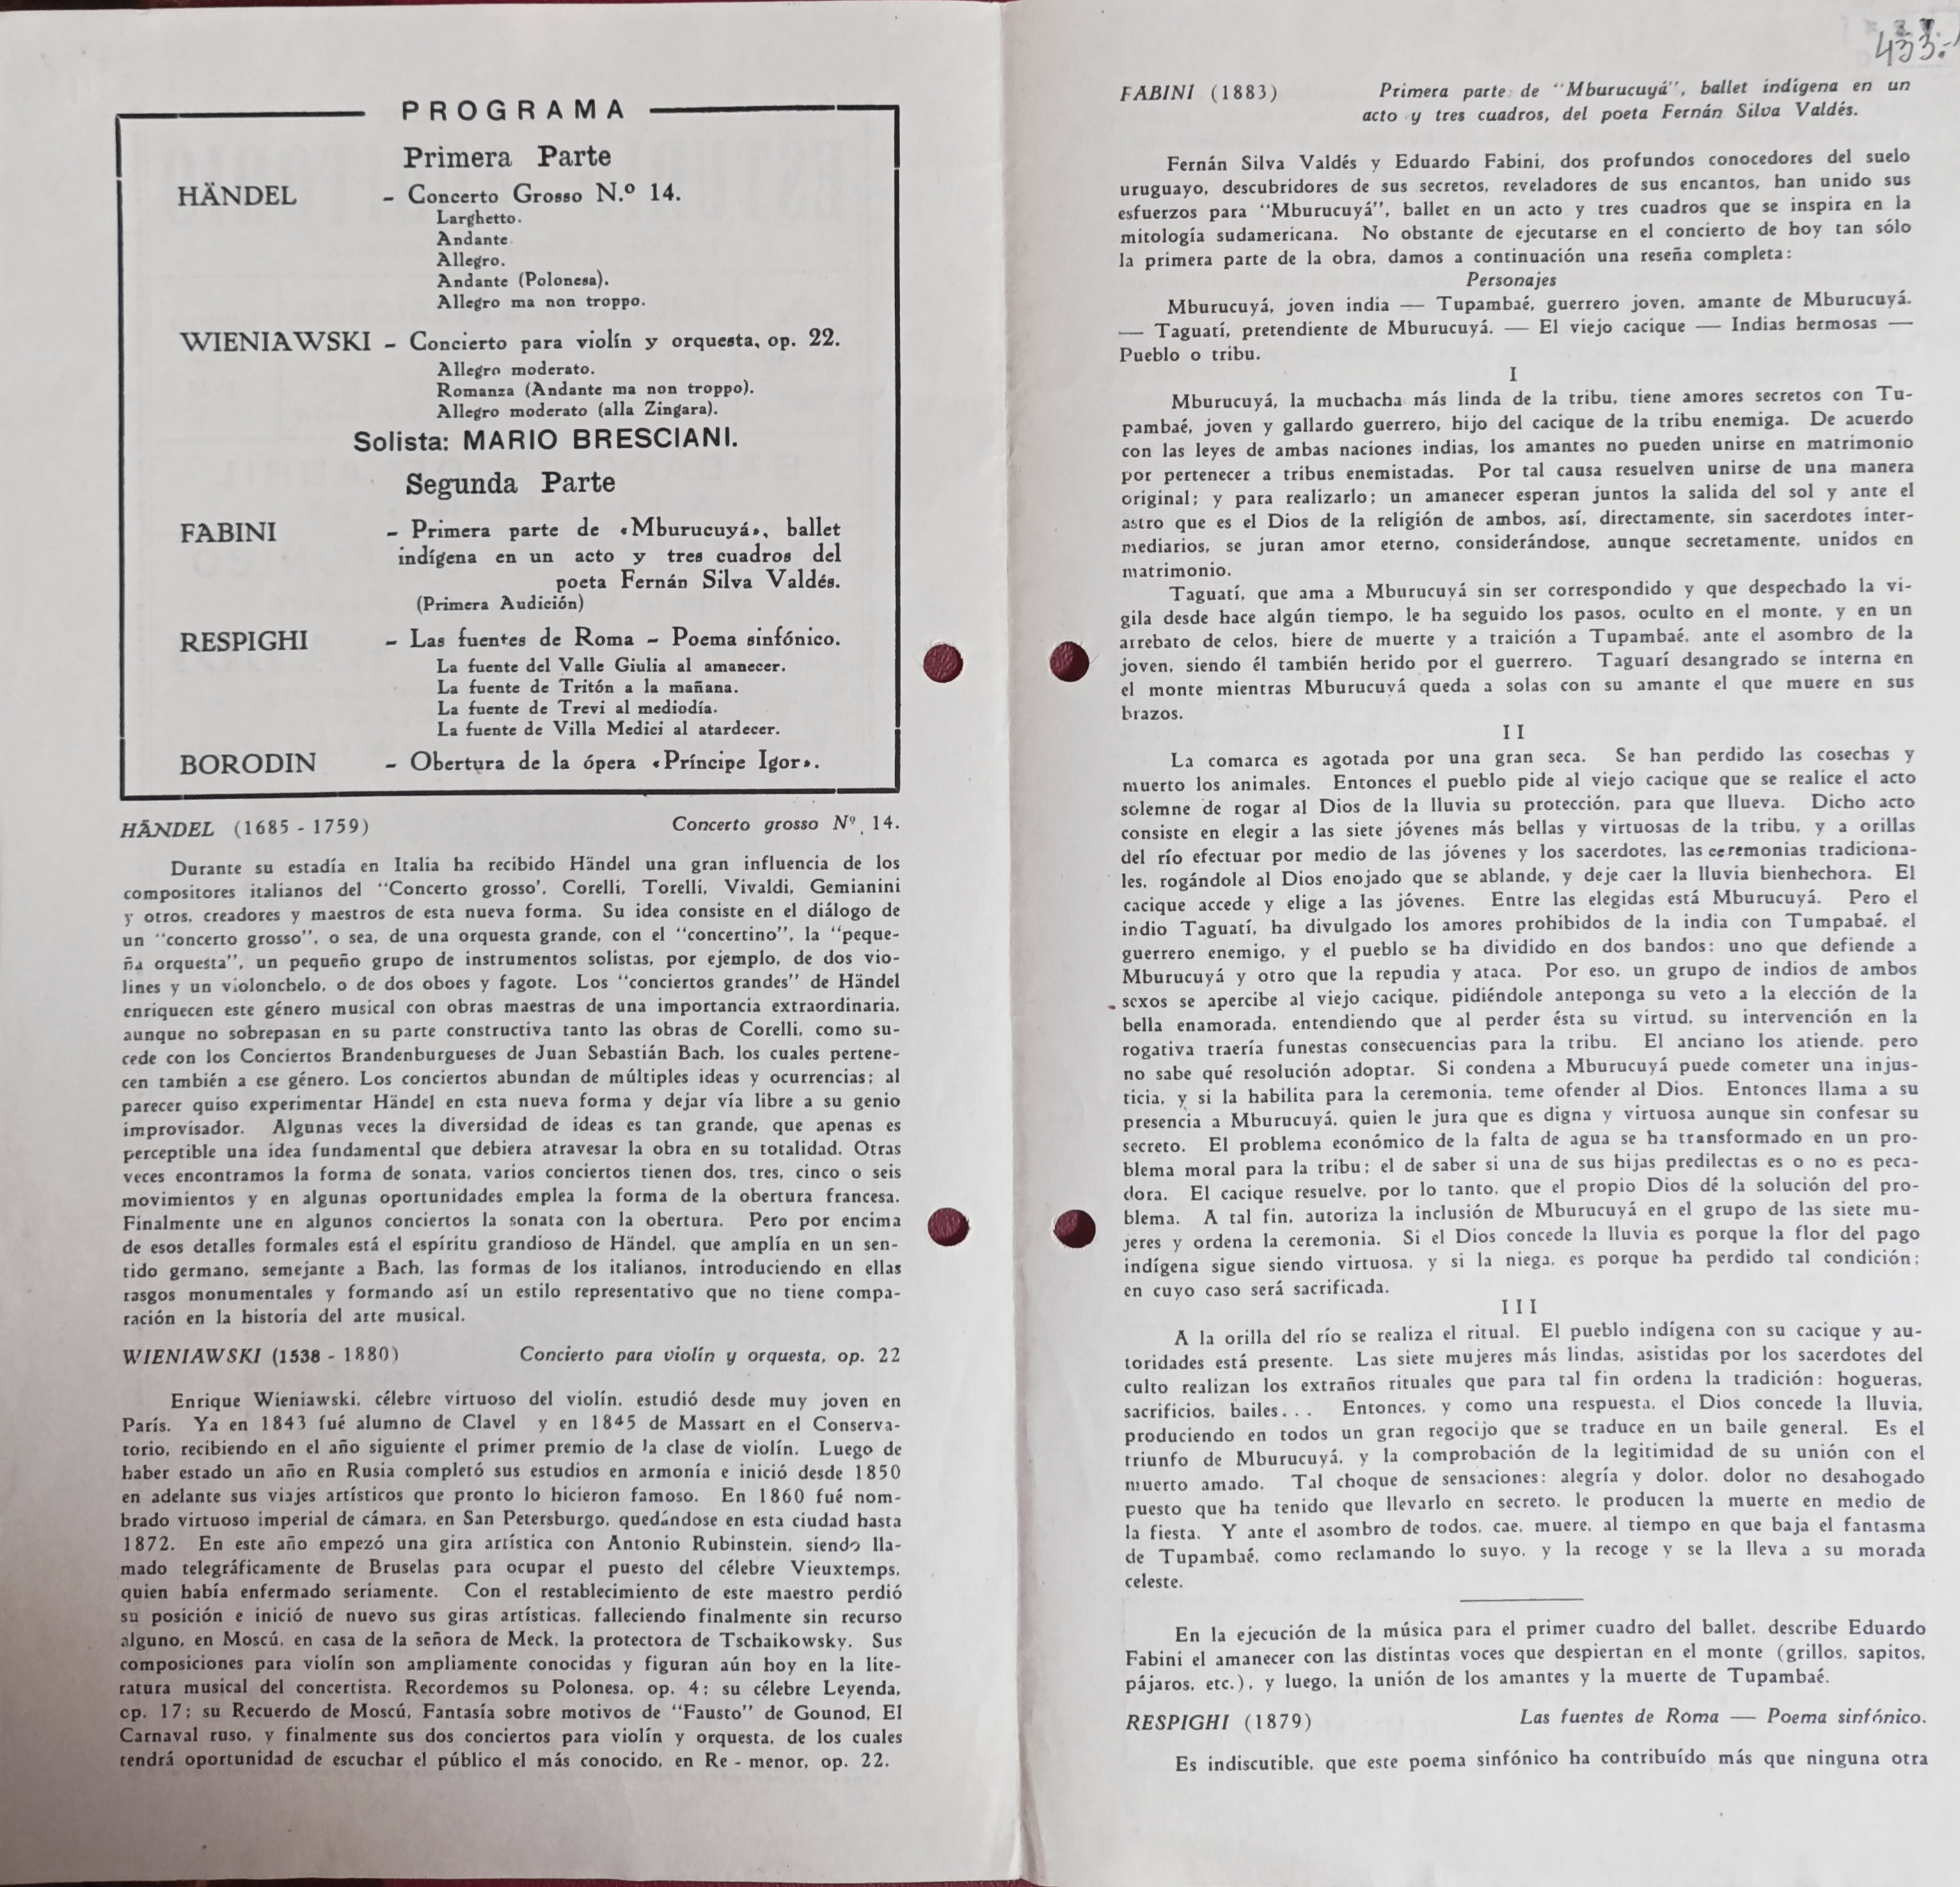 PROGRAMA
Primera Parte
HÄNDEL - Concerto Grosso N.º 14.
Larghetto.
Andante.
Allegro.
Andante (Polonesa).
Allegro ma non troppo.
WIENIAWSKI - Concierto para violín y orquesta, op. 22.
Allegro moderato.
Romanza (Andante ma non troppo).
Allegro moderato (alla Zingara).
Solista: MARIO BRESCIANI.
Segunda Parte
FABINI - Primera parte de «Mburucuyá», ballet
indígena en un acto y tres cuadros del
poeta Fernán Silva Valdés.
(Primera Audición)
RESPIGHI - Las fuentes de Roma - Poema sinfónico.
La fuente del Valle Giulia al amanecer.
La fuente de Tritón a la mañana.
La fuente de Trevi al mediodía.
La fuente de Villa Medici al atardecer.
BORODIN - Obertura de la ópera «Príncipe Igor».
HÄNDEL (1685 - 1759) Concerto grosso Nº 14.
Durante su estadía en Italia ha recibido Händel una gran influencia de los
compositores italianos del "Concerto grosso', Corelli, Torelli, Vivaldi, Gemianini
y otros, creadores y maestros de esta nueva forma. Su idea consiste en el diálogo de
un "concerto grosso", o sea, de una orquesta grande, con el "concertino", la "peque-
ña orquesta", un pequeño grupo de instrumentos solistas, por ejemplo, de dos vio-
lines y un violonchelo, o de dos oboes y fagote. Los "conciertos grandes" de Händel
enriquecen este género musical con obras maestras de una importancia extraordinaria,
aunque no sobrepasan en su parte constructiva tanto las obras de Corelli, como su-
cede con los Conciertos Brandenburgueses de Juan Sebastián Bach, los cuales pertene-
cen también a ese género. Los conciertos abundan de múltiples ideas y ocurrencias; al
parecer quiso experimentar Händel en esta nueva forma y dejar vía libre a su genio
improvisador. Algunas veces la diversidad de ideas es tan grande, que apenas es
perceptible una idea fundamental que debiera atravesar la obra en su totalidad. Otras
veces encontramos la forma de sonata, varios conciertos tienen dos, tres, cinco o seis
movimientos y en algunas oportunidades emplea la forma de la obertura francesa.
Finalmente une en algunos conciertos la sonata con la obertura. Pero por encima
de esos detalles formales está el espíritu grandioso de Händel, que amplía en un sen-
tido germano, semejante a Bach, las formas de los italianos, introduciendo en ellas
rasgos monumentales y formando así un estilo representativo que no tiene compa-
ración en la historia del arte musical.
WIENIAWSKI (1538 - 1880) Concierto para violín y orquesta, op. 22
Enrique Wieniawski, célebre virtuoso del violín, estudió desde muy joven en
París. Ya en 1843 fué alumno de Clavel y en 1845 de Massart en el Conserva-
torio, recibiendo en el año siguiente el primer premio de la clase de violín. Luego de
haber estado un año en Rusia completó sus estudios en armonía e inició desde 1850
en adelante sus viajes artísticos que pronto lo hicieron famoso. En 1860 fué nom-
brado virtuoso imperial de cámara, en San Petersburgo, quedándose en esta ciudad hasta
1872. En este año empezó una gira artística con Antonio Rubinstein, siendo lla-
mado telegráficamente de Bruselas para ocupar el puesto del célebre Vieuxtemps,
quien había enfermado seriamente. Con el restablecimiento de este maestro perdió
su posición e inició de nuevo sus giras artísticas, falleciendo finalmente sin recurso
alguno, en Moscú, en casa de la señora de Meck, la protectora de Tschaikowsky. Sus
composiciones para violín son ampliamente conocidas y figuran aún hoy en la lite-
ratura musical del concertista. Recordemos su Polonesa, op. 4; su célebre Leyenda,
op. 17; su Recuerdo de Moscú, Fantasía sobre motivos de "Fausto" de Gounod, El
Carnaval ruso, y finalmente sus dos conciertos para violín y orquesta, de los cuales
tendrá oportunidad de escuchar el público el más conocido, en Re - menor, op. 22.
433.-
FABINI (1883) Primera parte de "Mburucuyá", ballet indígena en un
acto y tres cuadros, del poeta Fernán Silva Valdés.
Fernán Silva Valdés y Eduardo Fabini, dos profundos conocedores del suelo
uruguayo, descubridores de sus secretos, reveladores de sus encantos, han unido sus
esfuerzos para "Mburucuyá", ballet en un acto y tres cuadros que se inspira en la
mitología sudamericana. No obstante de ejecutarse en el concierto de hoy tan sólo
la primera parte de la obra, damos a continuación una reseña completa:
Personajes
Mburucuyá, joven india — Tupambaé, guerrero joven, amante de Mburucuyá.
— Taguatí, pretendiente de Mburucuyá. — El viejo cacique — Indias hermosas —
Pueblo o tribu.
I
Mburucuyá, la muchacha más linda de la tribu, tiene amores secretos con Tu-
pambaé, joven y gallardo guerrero, hijo del cacique de la tribu enemiga. De acuerdo
con las leyes de ambas naciones indias, los amantes no pueden unirse en matrimonio
por pertenecer a tribus enemistadas. Por tal causa resuelven unirse de una manera
original; y para realizarlo; un amanecer esperan juntos la salida del sol y ante el
astro que es el Dios de la religión de ambos, así, directamente, sin sacerdotes inter-
mediarios, se juran amor eterno, considerándose, aunque secretamente, unidos en
matrimonio.
Taguatí, que ama a Mburucuyá sin ser correspondido y que despechado la vi-
gila desde hace algún tiempo, le ha seguido los pasos, oculto en el monte, y en un
arrebato de celos, hiere de muerte y a traición a Tupambaé, ante el asombro de la
joven, siendo él también herido por el guerrero. Taguarí desangrado se interna en
el monte mientras Mburucuyá queda a solas con su amante el que muere en sus
brazos.
II
La comarca es agotada por una gran seca. Se han perdido las cosechas y
muerto los animales. Entonces el pueblo pide al viejo cacique que se realice el acto
solemne de rogar al Dios de la lluvia su protección, para que llueva. Dicho acto
consiste en elegir a las siete jóvenes más bellas y virtuosas de la tribu, y a orillas
del río efectuar por medio de las jóvenes y los sacerdotes, las ceremonias tradiciona-
les, rogándole al Dios enojado que se ablande, y deje caer la lluvia bienhechora. El
cacique accede y elige a las jóvenes. Entre las elegidas está Mburucuyá. Pero el
indio Taguatí, ha divulgado los amores prohibidos de la india con Tumpabaé, el
guerrero enemigo, y el pueblo se ha dividido en dos bandos: uno que defiende a
Mburucuyá y otro que la repudia y ataca. Por eso, un grupo de indios de ambos
sexos se apercibe al viejo cacique, pidiéndole anteponga su veto a la elección de la
bella enamorada, entendiendo que al perder ésta su virtud, su intervención en la
rogativa traería funestas consecuencias para la tribu. El anciano los atiende, pero
no sabe qué resolución adoptar. Si condena a Mburucuyá puede cometer una injus-
ticia, y si la habilita para la ceremonia, teme ofender al Dios. Entonces llama a su
presencia a Mburucuyá, quien le jura que es digna y virtuosa aunque sin confesar su
secreto. El problema económico de la falta de agua se ha transformado en un pro-
blema moral para la tribu; el de saber si una de sus hijas predilectas es o no es peca-
dora. El cacique resuelve, por lo tanto, que el propio Dios dé la solución del pro-
blema. A tal fin, autoriza la inclusión de Mburucuyá en el grupo de las siete mu-
jeres y ordena la ceremonia. Si el Dios concede la lluvia es porque la flor del pago
indígena sigue siendo virtuosa, y si la niega, es porque ha perdido tal condición;
en cuyo caso será sacrificada.
III
A la orilla del río se realiza el ritual. El pueblo indígena con su cacique y au-
toridades está presente. Las siete mujeres más lindas, asistidas por los sacerdotes del
culto realizan los extraños rituales que para tal fin ordena la tradición: hogueras,
sacrificios, bailes... Entonces, y como una respuesta, el Dios concede la lluvia,
produciendo en todos un gran regocijo que se traduce en un baile general. Es el
triunfo de Mburucuyá, y la comprobación de la legitimidad de su unión con el
muerto amado. Tal choque de sensaciones: alegría y dolor, dolor no desahogado
puesto que ha tenido que llevarlo en secreto, le producen la muerte en medio de
la fiesta. Y ante el asombro de todos, cae, muere, al tiempo en que baja el fantasma
de Tupambaé, como reclamando lo suyo, y la recoge y se la lleva a su morada
celeste.
En la ejecución de la música para el primer cuadro del ballet, describe Eduardo
Fabini el amanecer con las distintas voces que despiertan en el monte (grillos, sapitos,
pájaros, etc.), y luego, la unión de los amantes y la muerte de Tupambaé.
RESPIGHI (1879) Las fuentes de Roma — Poema sinfónico.
Es indiscutible, que este poema sinfónico ha contribuído más que ninguna otra